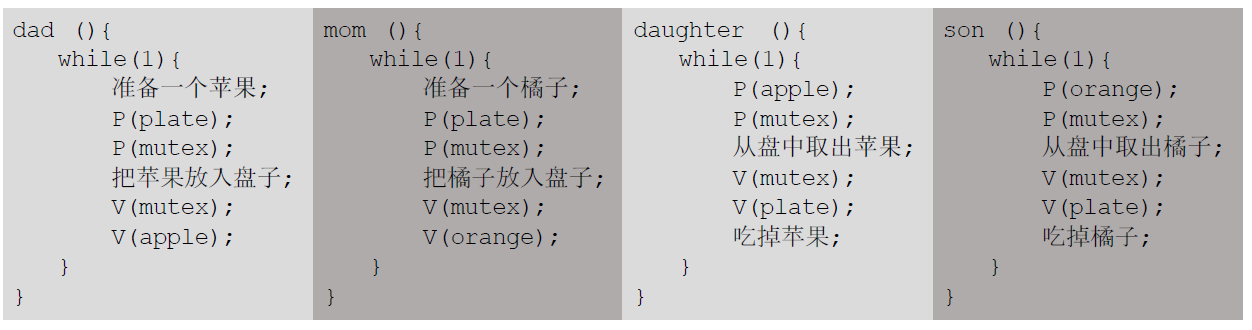 dad (){
while(1){
准备一个苹果;
P(plate);
P(mutex);
把苹果放入盘子;
V(mutex);
V(apple);
}
}
mom (){
while(1){
准备一个橘子;
P(plate);
P(mutex);
把橘子放入盘子;
V(mutex);
V(orange);
}
}
daughter (){
while(1){
P(apple);
P(mutex);
从盘中取出苹果;
V(mutex);
V(plate);
吃掉苹果;
}
}
son (){
while(1){
P(orange);
P(mutex);
从盘中取出橘子;
V(mutex);
V(plate);
吃掉橘子;
}
}